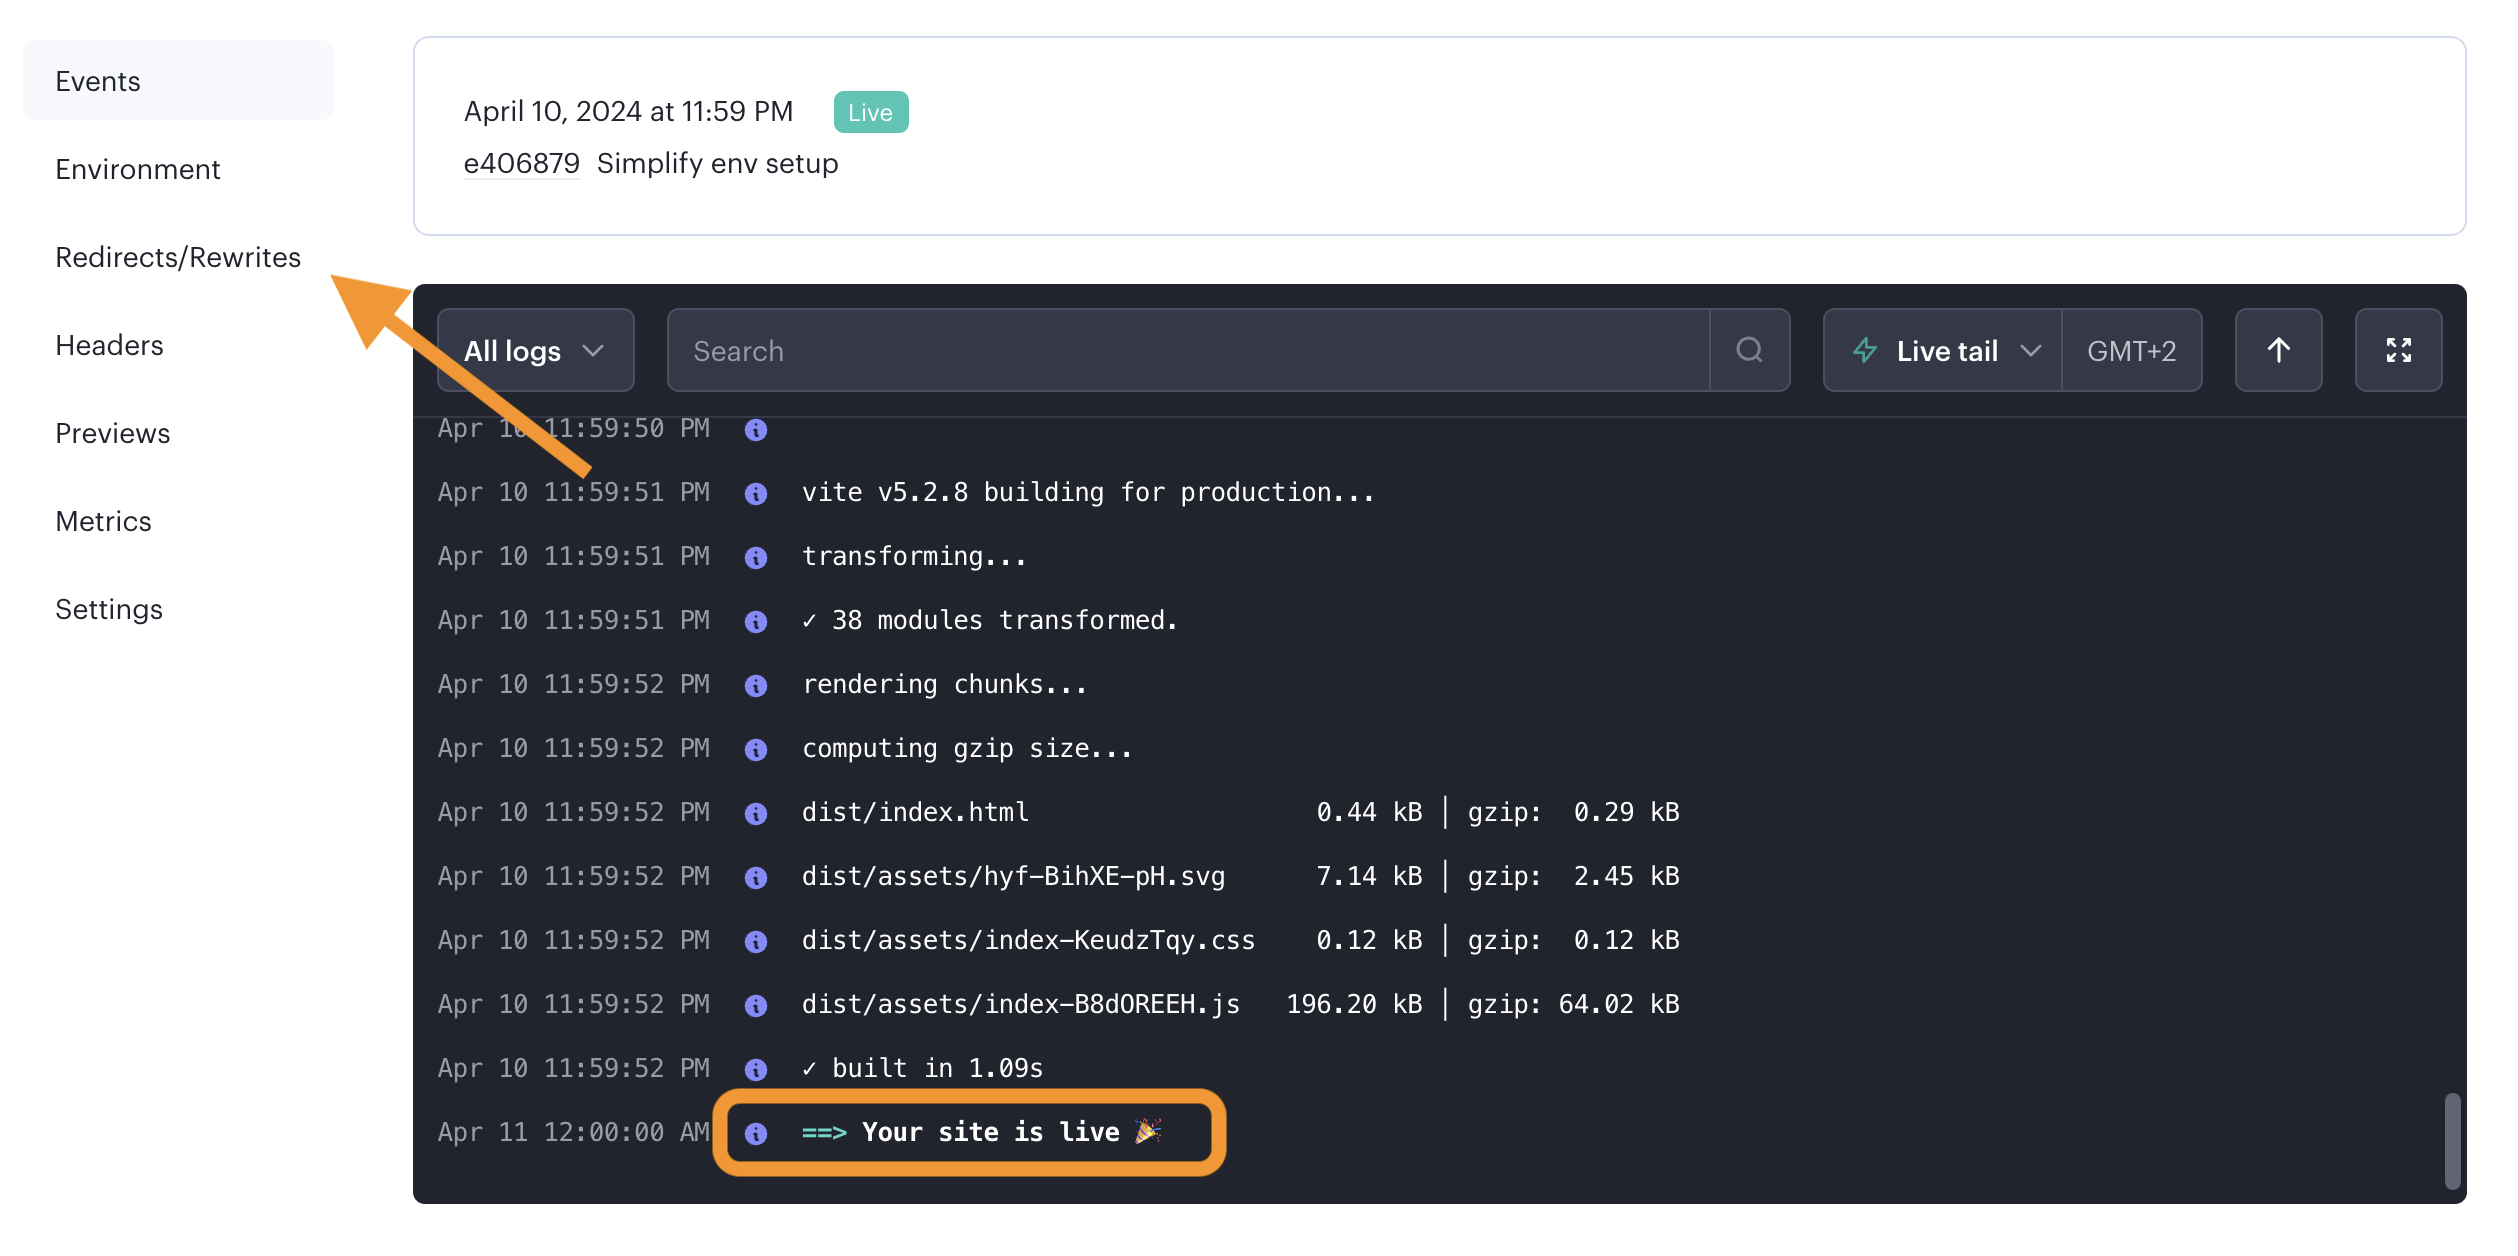 Events
Environment
Redirects/Rewrites
Headers
Previews
Metrics
Settings
April 10, 2024 at 11:59 PM Live
e406879 Simplify env setup
All logs Search Live tail GMT+2
Apr 10 11:59:50 PM
Apr 10 11:59:51 PM vite v5.2.8 building for production...
Apr 10 11:59:51 PM transforming...
Apr 10 11:59:51 PM ✓ 38 modules transformed.
Apr 10 11:59:52 PM rendering chunks...
Apr 10 11:59:52 PM computing gzip size...
Apr 10 11:59:52 PM dist/index.html 0.44 kB │ gzip: 0.29 kB
Apr 10 11:59:52 PM dist/assets/hyf-BihXE-pH.svg 7.14 kB │ gzip: 2.45 kB
Apr 10 11:59:52 PM dist/assets/index-KeudzTqy.css 0.12 kB │ gzip: 0.12 kB
Apr 10 11:59:52 PM dist/assets/index-B8dOREEH.js 196.20 kB │ gzip: 64.02 kB
Apr 10 11:59:52 PM ✓ built in 1.09s
Apr 11 12:00:00 AM ==> Your site is live 🎉